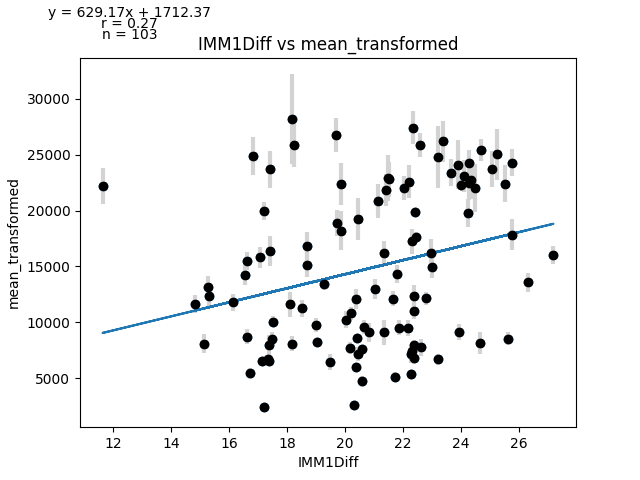 y = 629.17x + 1712.37
r = 0.27
n = 103
IMM1Diff vs mean_transformed
mean_transformed
30000
25000
20000
15000
10000
5000
12 14 16 18 20 22 24 26
IMM1Diff